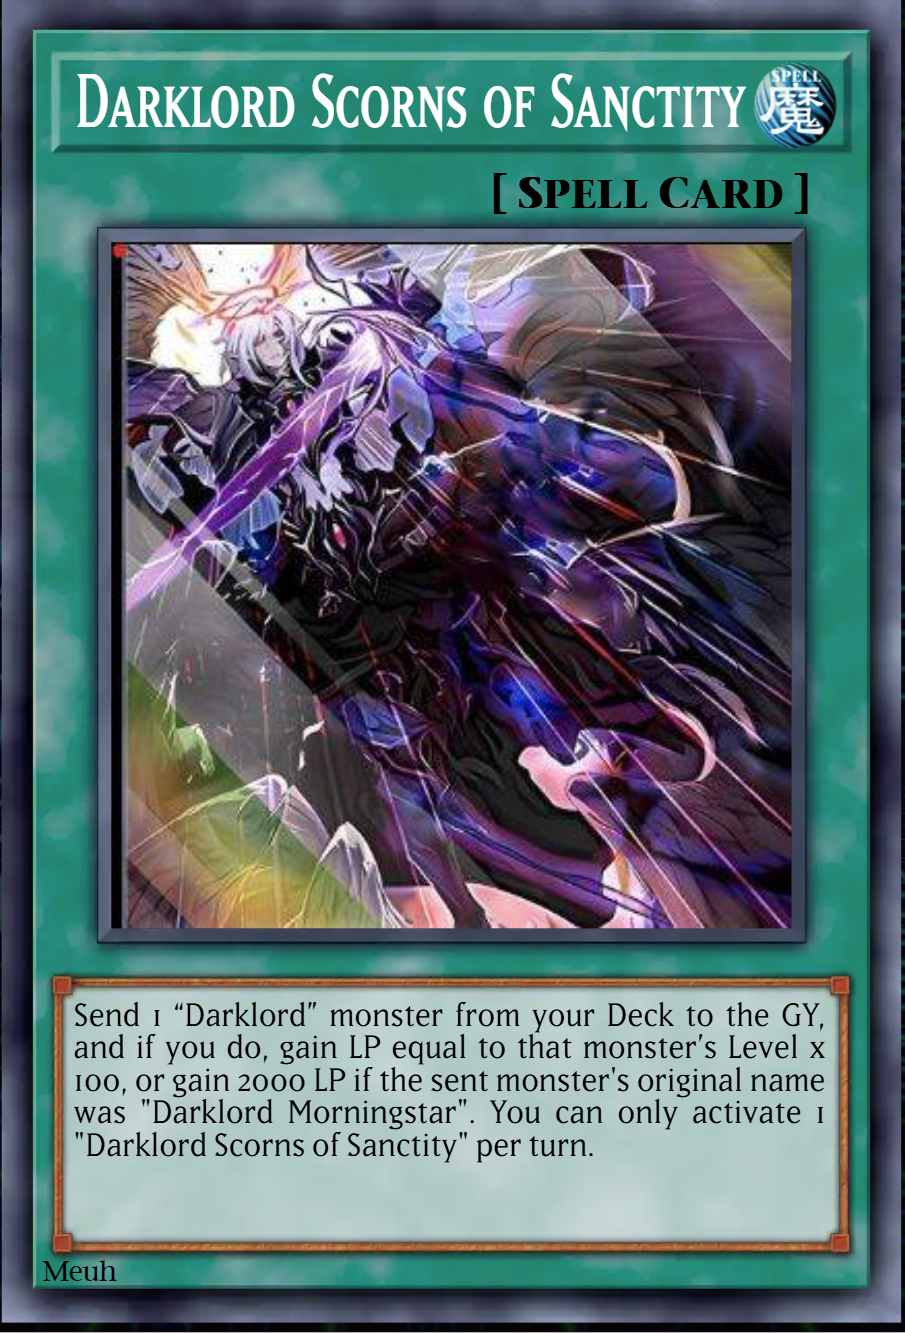 Darklord Scorns of Sanctity
SPELL
魔
[ Spell Card ]
Send 1 “Darklord” monster from your Deck to the GY,
and if you do, gain LP equal to that monster's Level x
100, or gain 2000 LP if the sent monster's original name
was "Darklord Morningstar". You can only activate 1
"Darklord Scorns of Sanctity" per turn.
Meuh